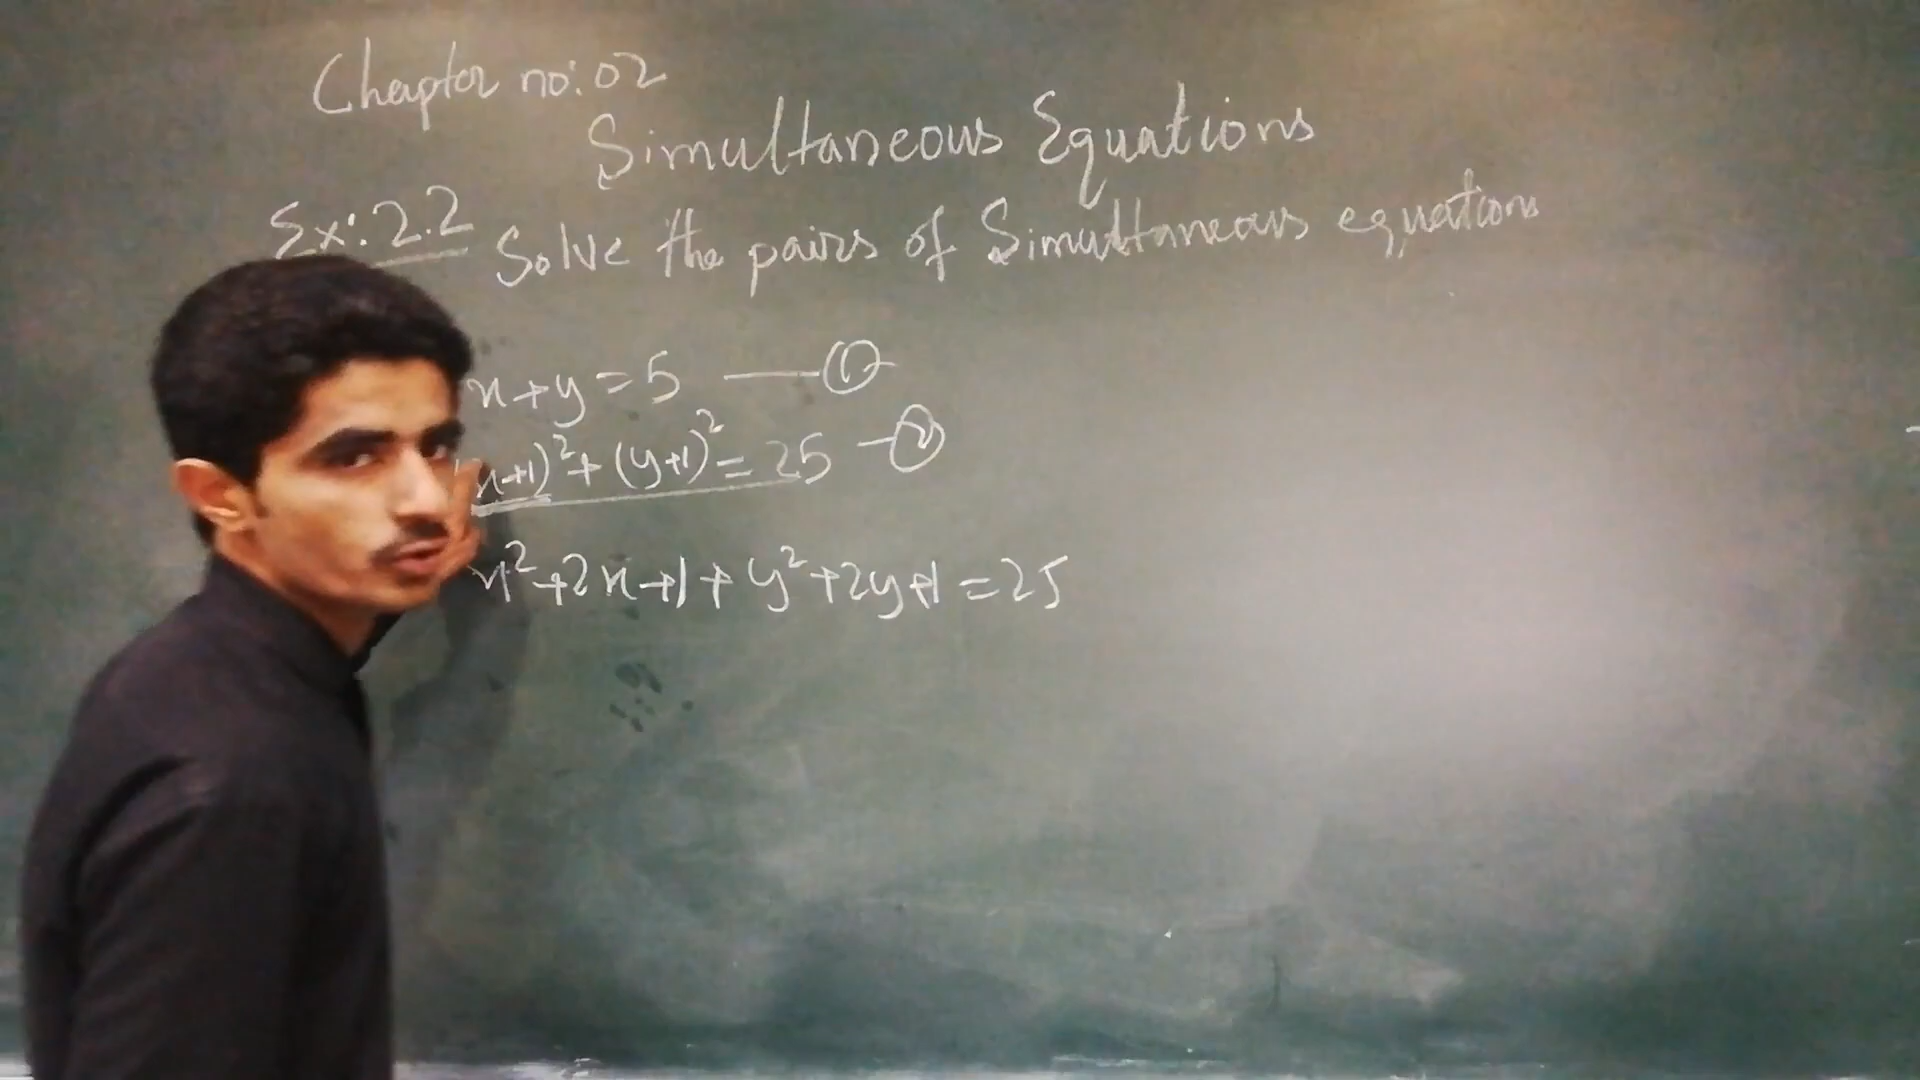 Chapter no:02
Simultaneous Equations
Ex:2.2 Solve the pairs of Simultaneous equations
x+y=5 —①
x+1)²+(y+1)²=25 —②
x²+2x+1+y²+2y+1=25